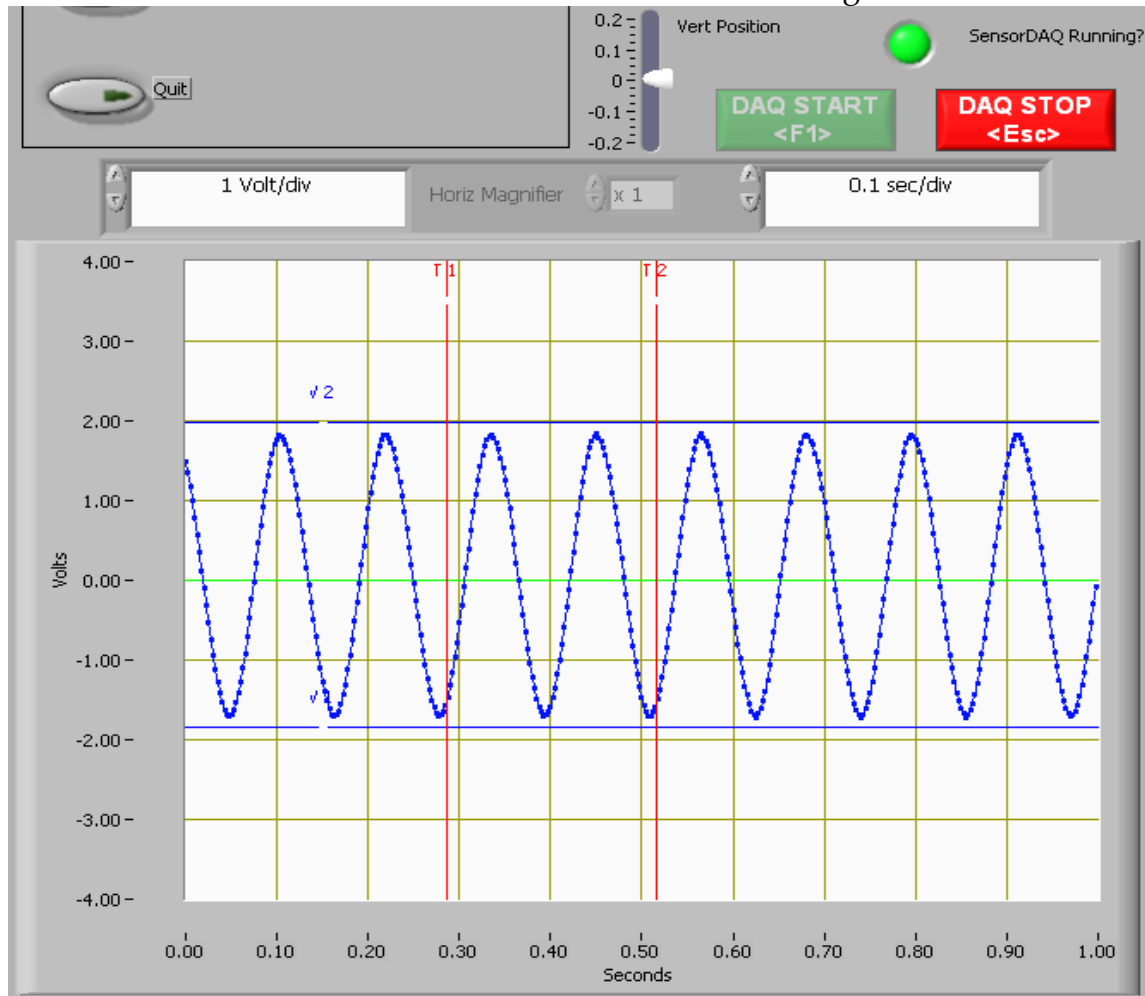 Quit
0.2
0.1
0
-0.1
-0.2
Vert Position
SensorDAQ Running?
DAQ START
<F1>
DAQ STOP
<Esc>
1 Volt/div
Horiz Magnifier
x 1
0.1 sec/div
4.00
3.00
2.00
1.00
0.00
-1.00
-2.00
-3.00
-4.00
Volts
T 1
T 2
V 2
0.00
0.10
0.20
0.30
0.40
0.50
0.60
0.70
0.80
0.90
1.00
Seconds